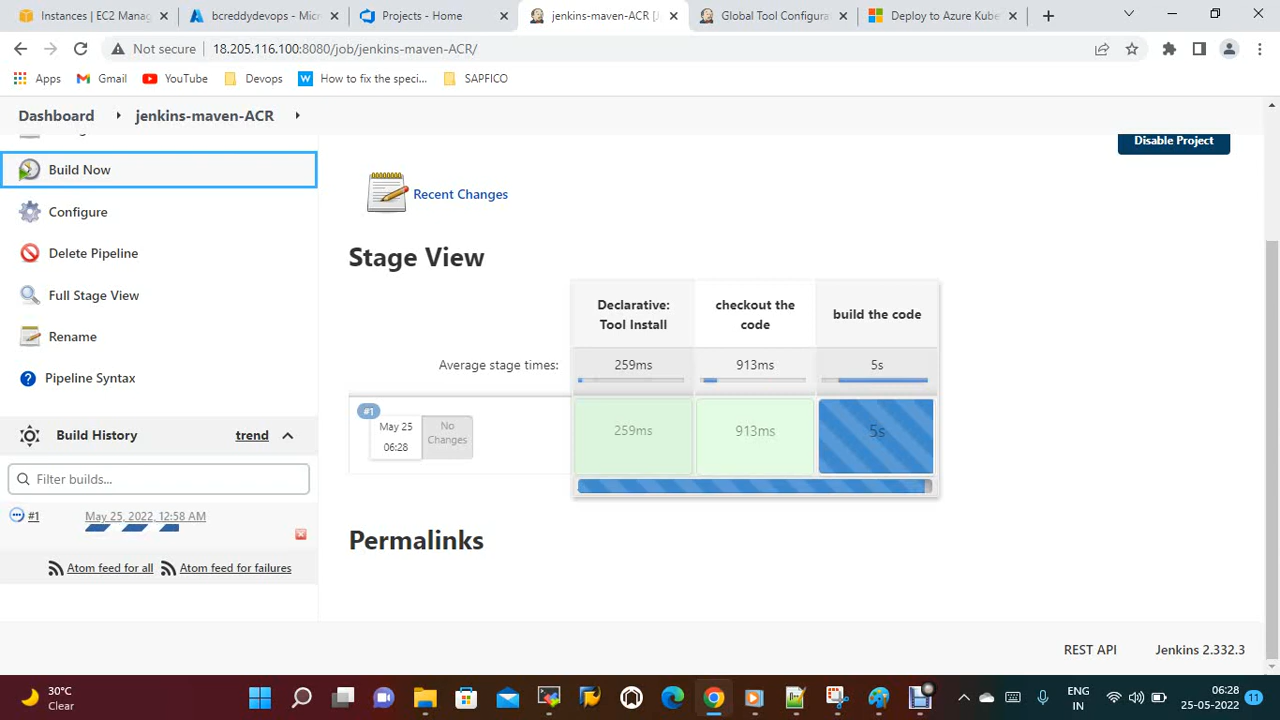 Instances | EC2 Manag
bcreddydevops - Micr
Projects - Home
jenkins-maven-ACR [
Global Tool Configura
Deploy to Azure Kube
Not secure
18.205.116.100:8080/job/jenkins-maven-ACR/
Apps
Gmail
YouTube
Devops
How to fix the speci...
SAPFICO
Dashboard
jenkins-maven-ACR
Disable Project
Build Now
Recent Changes
Configure
Delete Pipeline
Full Stage View
Rename
Pipeline Syntax
Stage View
Declarative:
Tool Install
checkout the
code
build the code
Average stage times:
259ms
913ms
5s
#1
May 25
06:28
No
Changes
259ms
913ms
5s
Build History
trend
Filter builds...
#1
May 25, 2022, 12:58 AM
Atom feed for all
Atom feed for failures
Permalinks
REST API
Jenkins 2.332.3
30°C
Clear
ENG
IN
06:28
25-05-2022
11